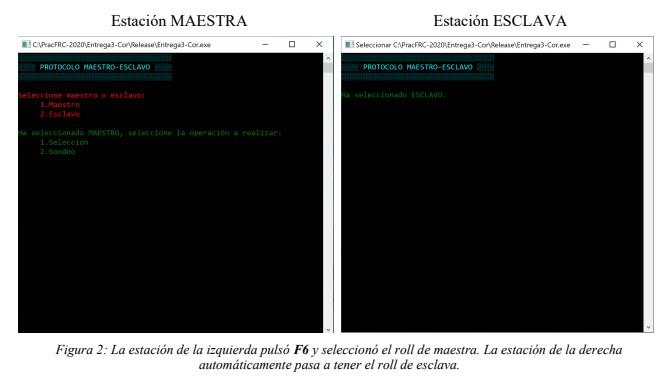 Estación MAESTRA
C:\PracFRC-2020\Entrega3-Cor\Release\Entrega3-Cor.exe
PROTOCOLO MAESTRO-ESCLAVO
Seleccione maestro o esclavo:
1.Maestro
2.Esclavo
Ha seleccionado MAESTRO, seleccione la operación a realizar:
1.Selección
2.Sondeo
Estación ESCLAVA
Seleccionar C:\PracFRC-2020\Entrega3-Cor\Release\Entrega3-Cor.exe
PROTOCOLO MAESTRO-ESCLAVO
Ha seleccionado ESCLAVO.
Figura 2: La estación de la izquierda pulsó F6 y seleccionó el roll de maestra. La estación de la derecha
automáticamente pasa a tener el roll de esclava.